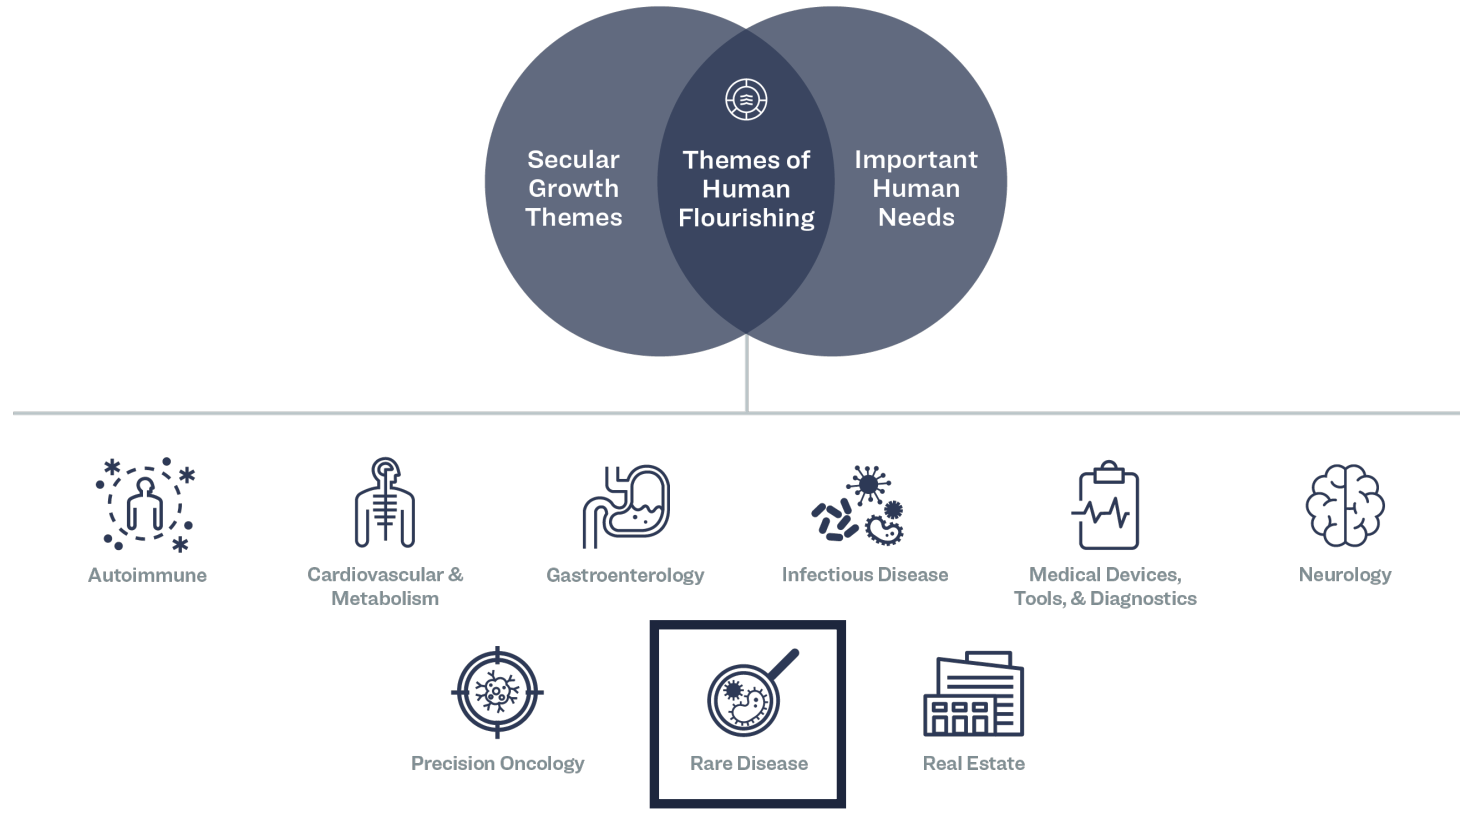 Secular
Growth
Themes
Themes of
Human
Flourishing
Important
Human
Needs
Autoimmune
Cardiovascular &
Metabolism
Gastroenterology
Infectious Disease
Medical Devices,
Tools, & Diagnostics
Neurology
Precision Oncology
Rare Disease
Real Estate